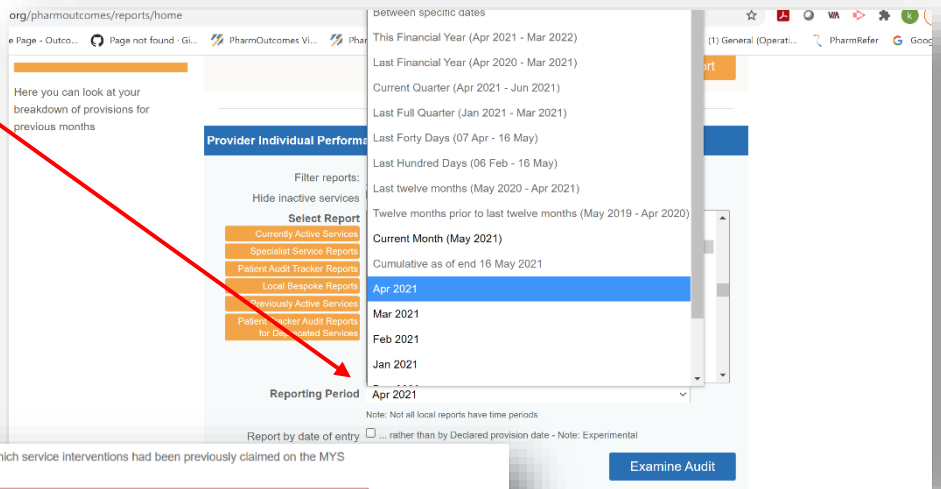 org/pharmoutcomes/reports/home
e Page - Outco... Page not found · Gi... PharmOutcomes Vi... (1) General (Operati... PharmRefer Goog
Here you can look at your
breakdown of provisions for
previous months
Between specific dates
This Financial Year (Apr 2021 - Mar 2022)
Last Financial Year (Apr 2020 - Mar 2021)
Current Quarter (Apr 2021 - Jun 2021)
Last Full Quarter (Jan 2021 - Mar 2021)
Last Forty Days (07 Apr - 16 May)
Last Hundred Days (06 Feb - 16 May)
Last twelve months (May 2020 - Apr 2021)
Twelve months prior to last twelve months (May 2019 - Apr 2020)
Current Month (May 2021)
Cumulative as of end 16 May 2021
Apr 2021
Mar 2021
Feb 2021
Jan 2021
Provider Individual Performa
Filter reports:
Hide inactive services
Select Report
Currently Active Services
Specialist Service Reports
Patient Audit Tracker Reports
Local Bespoke Reports
Previously Active Services
Patient Tracker Audit Reports
for Deprecated Services
Reporting Period Apr 2021
Note: Not all local reports have time periods
Report by date of entry ... rather than by Declared provision date - Note: Experimental
Examine Audit
hich service interventions had been previously claimed on the MYS